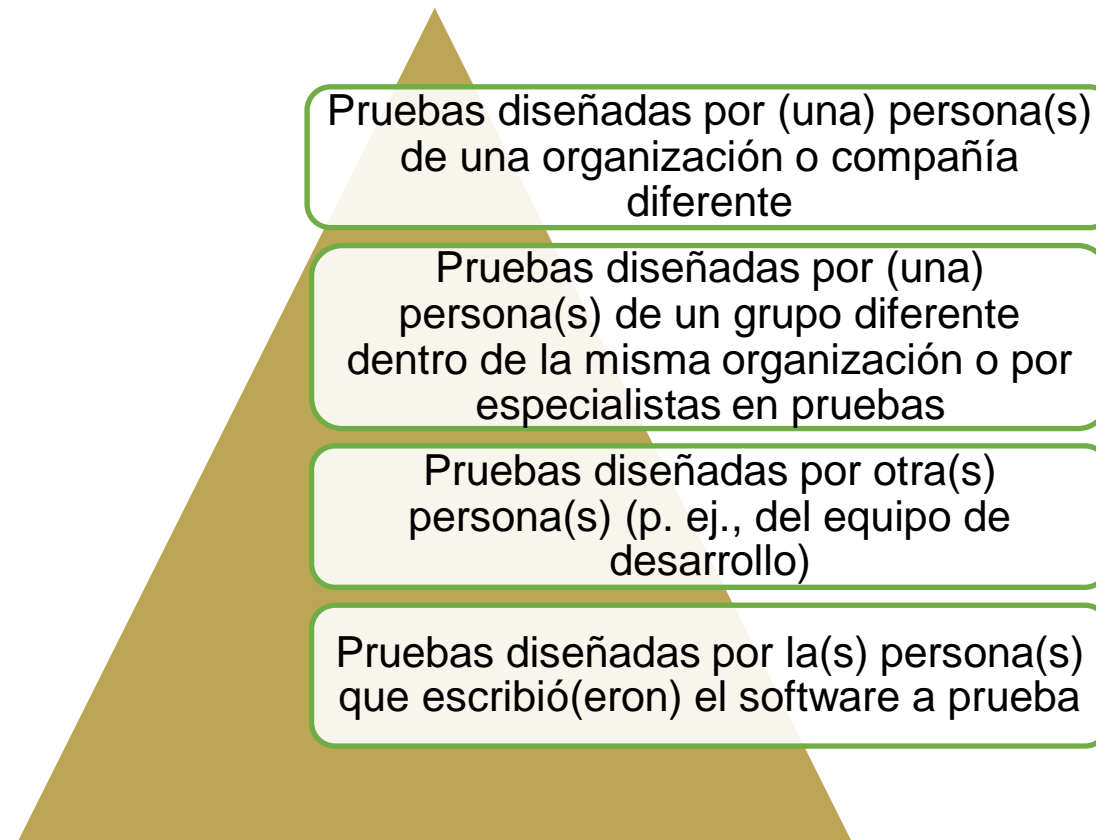 Pruebas diseñadas por (una) persona(s)
de una organización o compañía
diferente
Pruebas diseñadas por (una)
persona(s) de un grupo diferente
dentro de la misma organización o por
especialistas en pruebas
Pruebas diseñadas por otra(s)
persona(s) (p. ej., del equipo de
desarrollo)
Pruebas diseñadas por la(s) persona(s)
que escribió(eron) el software a prueba